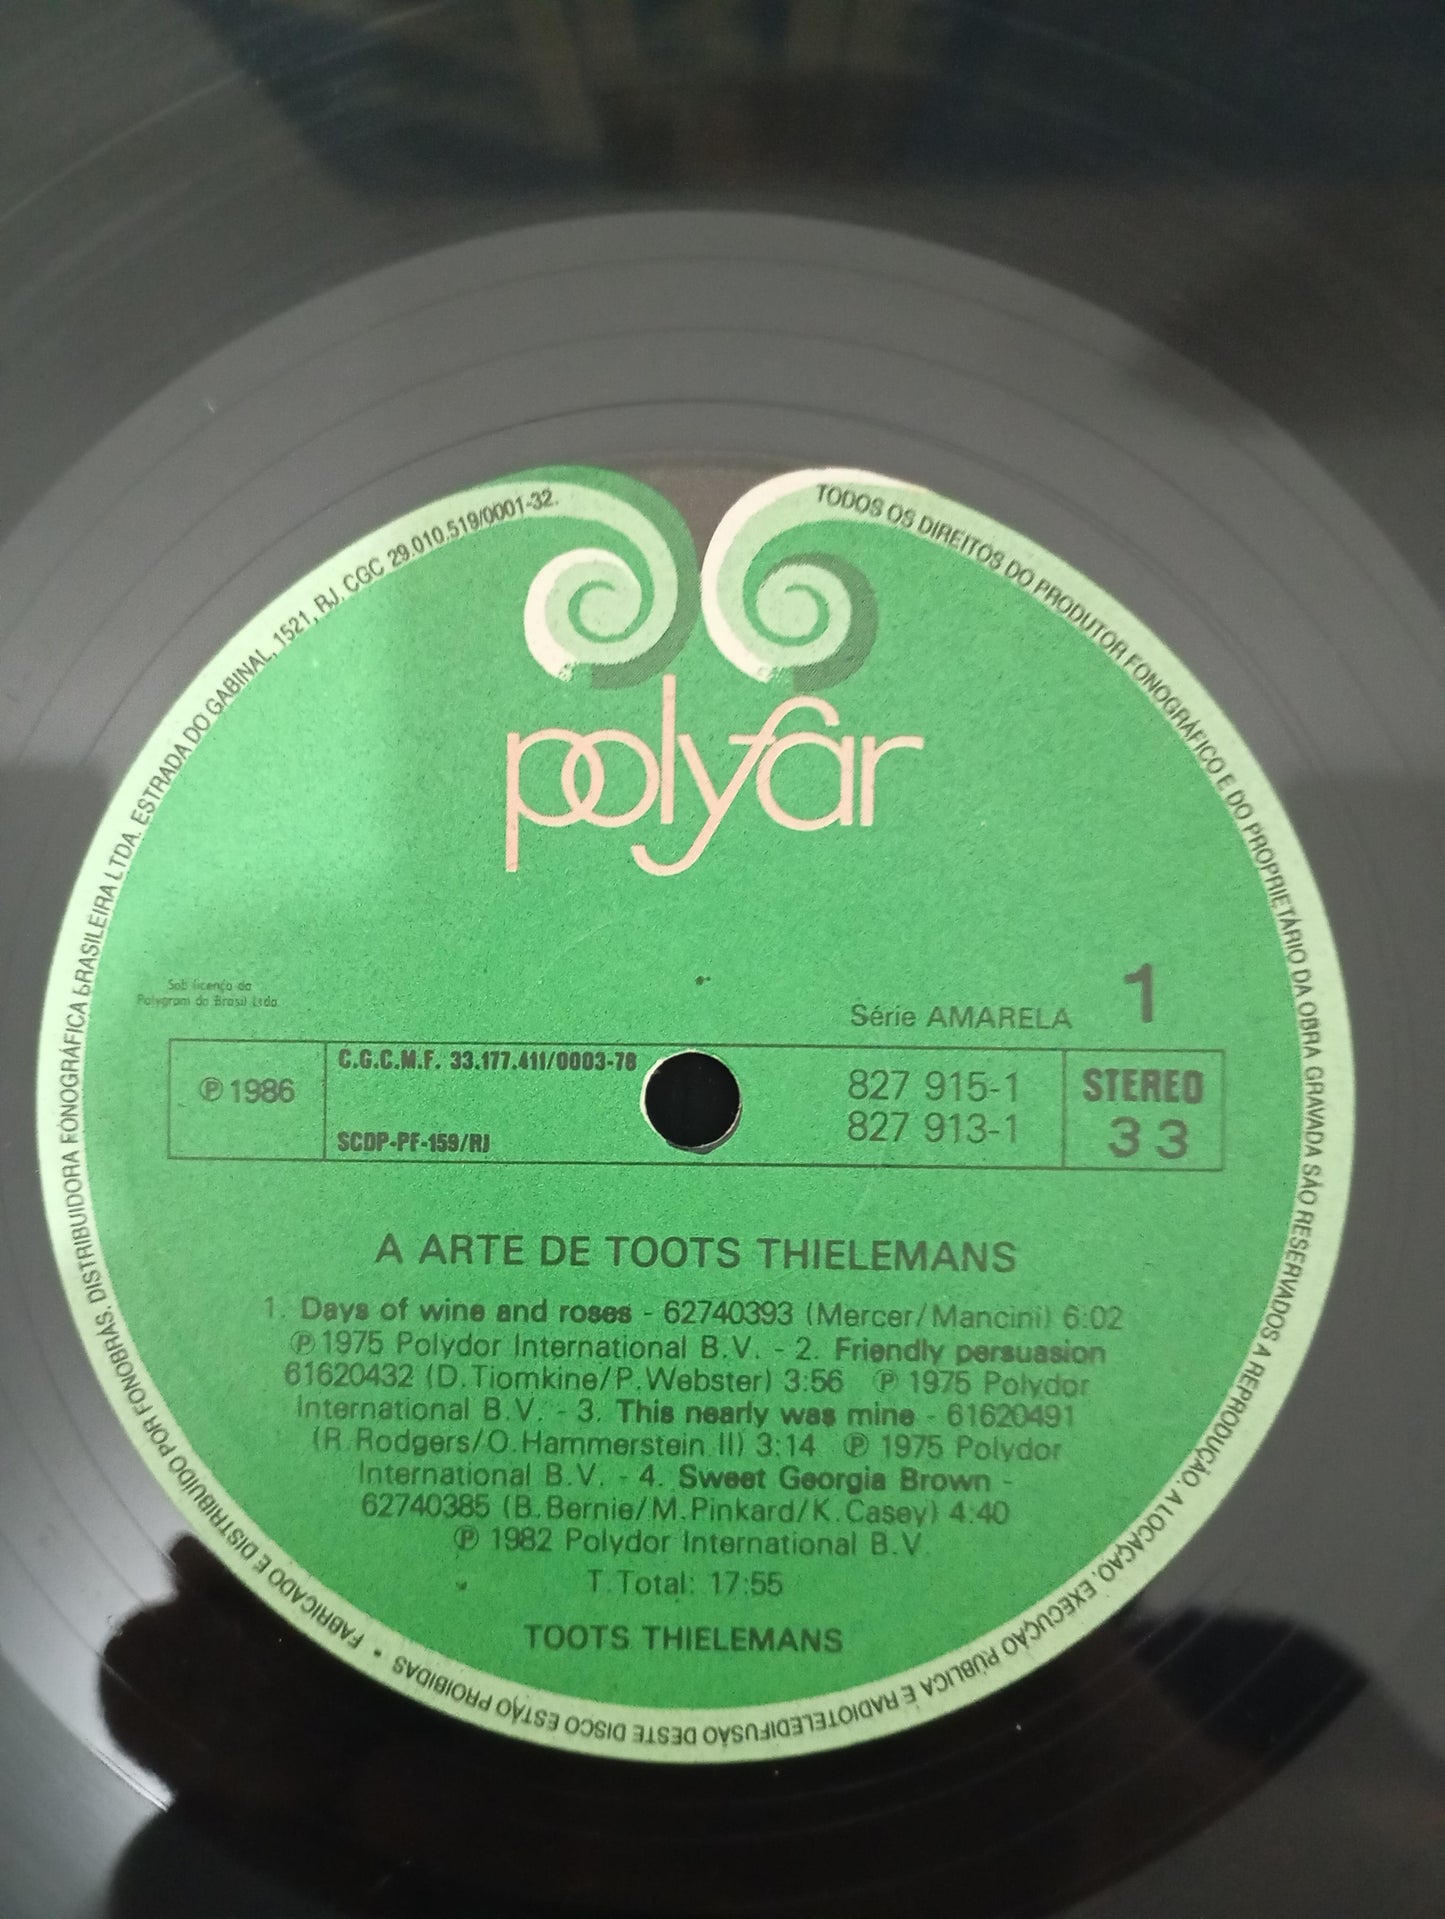 polyfar
Sob licença da
Polygram do Brasil Ltda.
Série AMARELA
1
℗ 1986
C.G.C.M.F. 33.177.411/0003-78
SCDP-PF-159/RJ
827 915-1
827 913-1
STEREO
33
A ARTE DE TOOTS THIELEMANS
1. Days of wine and roses - 62740393 (Mercer/Mancini) 6:02
℗ 1975 Polydor International B.V. - 2. Friendly persuasion
61620432 (D.Tiomkine/P.Webster) 3:56 ℗ 1975 Polydor
International B.V. - 3. This nearly was mine - 61620491
(R.Rodgers/O.Hammerstein II) 3:14 ℗ 1975 Polydor
International B.V. - 4. Sweet Georgia Brown -
62740385 (B.Bernie/M.Pinkard/K.Casey) 4:40
℗ 1982 Polydor International B.V.
T.Total: 17:55
TOOTS THIELEMANS
TODOS OS DIREITOS DO PRODUTOR FONOGRÁFICO E DO PROPRIETÁRIO DA OBRA GRAVADA SÃO RESERVADOS A REPRODUÇÃO. A LOCAÇÃO. EXECUÇÃO PÚBLICA E RADIOTELEDIFUSÃO DESTE DISCO ESTÃO PROIBIDAS • FABRICADO E DISTRIBUÍDO POR FONOBRÁS. DISTRIBUIDORA FONOGRÁFICA BRASILEIRA LTDA. ESTRADA DO GABINAL, 1521, RJ. CGC 29.010.519/0001-32.